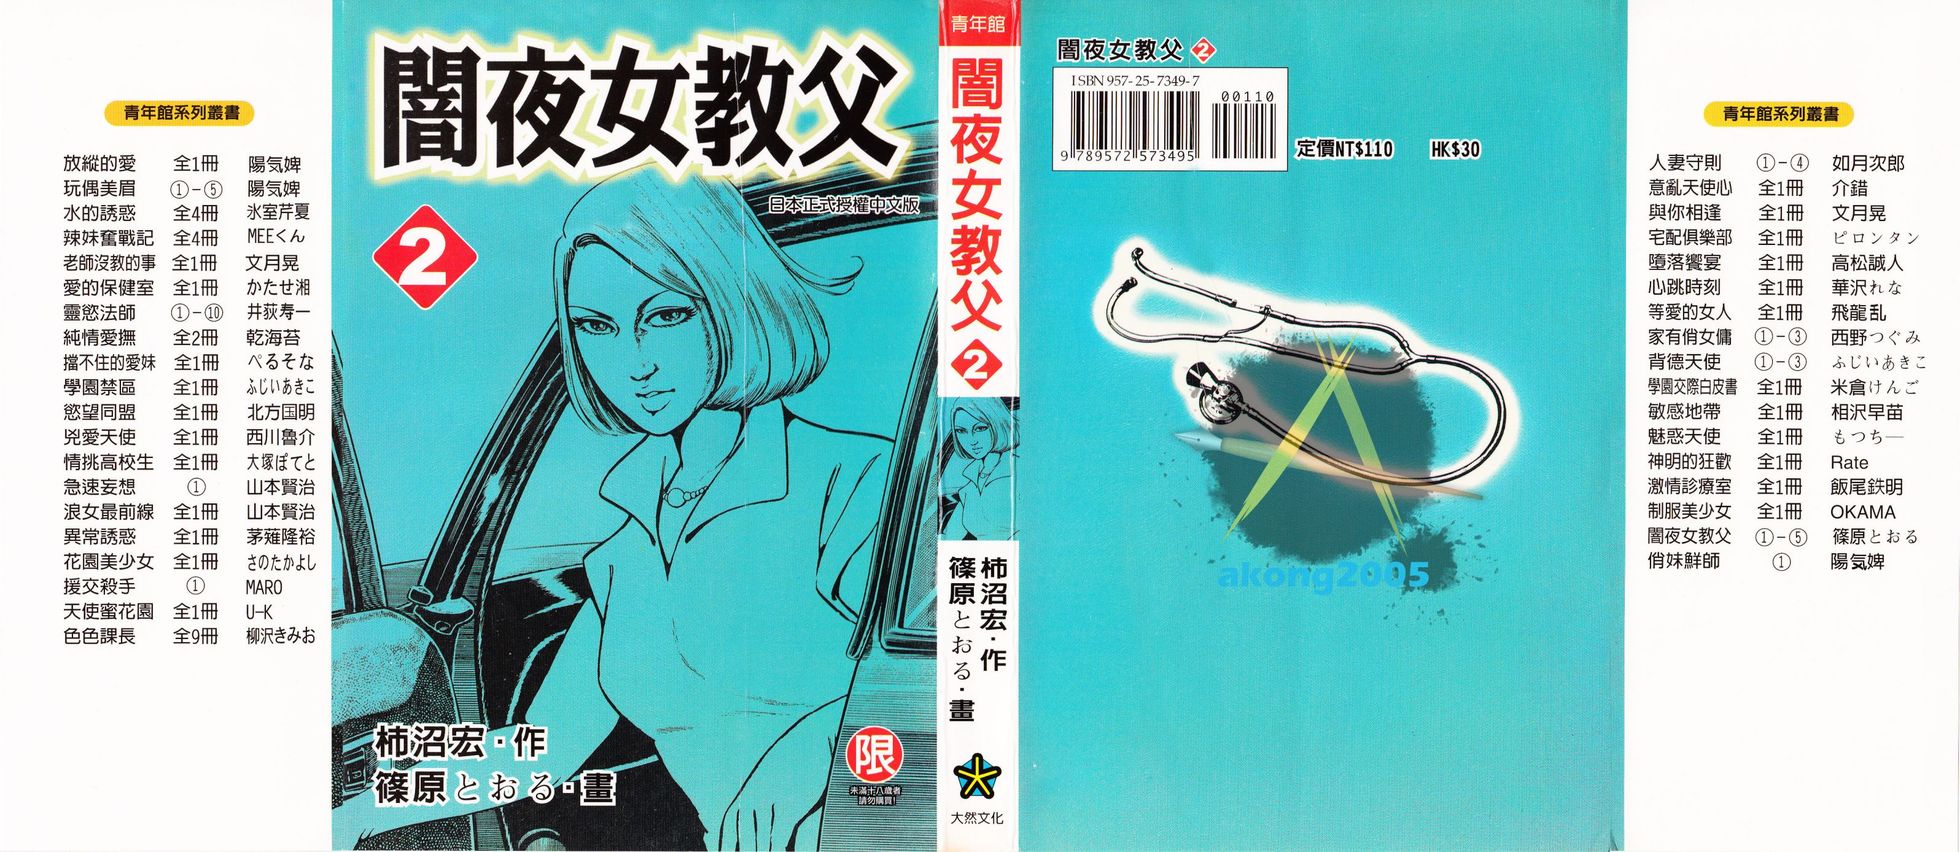 青年館系列叢書
放縱的愛 全1冊 陽気婢
玩偶美眉 ①-⑤ 陽気婢
水的誘惑 全4冊 氷室芹夏
辣妹奮戰記 全4冊 MEEくん
老師沒教的事 全1冊 文月晃
愛的保健室 全1冊 かたせ湘
靈慾法師 ①-⑩ 井荻寿一
純情愛撫 全2冊 乾海苔
擋不住的愛妹 全1冊 ぺるそな
學園禁區 全1冊 ふじいあきこ
慾望同盟 全1冊 北方国明
兇愛天使 全1冊 西川魯介
情挑高校生 全1冊 大塚ぽてと
急速妄想 ① 山本賢治
浪女最前線 全1冊 山本賢治
異常誘惑 全1冊 茅薙隆裕
花園美少女 全1冊 さのたかよし
援交殺手 ① MARO
天使蜜花園 全1冊 U-K
色色課長 全9冊 柳沢きみお
闇夜女教父
日本正式授權中文版
2
柿沼宏·作
篠原とおる·畫
限
未滿十八歲者
請勿購買!
青年館
闇夜女教父
2
柿沼宏·作
篠原とおる·畫
大然文化
闇夜女教父 2
ISBN 957-25-7349-7
00110
9 789572 573495
定價NT$110 HK$30
akong2005
青年館系列叢書
人妻守則 ①-④ 如月次郎
意亂天使心 全1冊 介錯
與你相逢 全1冊 文月晃
宅配俱樂部 全1冊 ピロンタン
墮落饗宴 全1冊 高松誠人
心跳時刻 全1冊 華沢れな
等愛的女人 全1冊 飛龍乱
家有俏女傭 ①-③ 西野つぐみ
背德天使 ①-③ ふじいあきこ
學園交際白皮書 全1冊 米倉けんご
敏感地帶 全1冊 相沢早苗
魅惑天使 全1冊 もつち一
神明的狂歡 全1冊 Rate
激情診療室 全1冊 飯尾鉄明
制服美少女 全1冊 OKAMA
闇夜女教父 ①-⑤ 篠原とおる
俏妹鮮師 ① 陽気婢